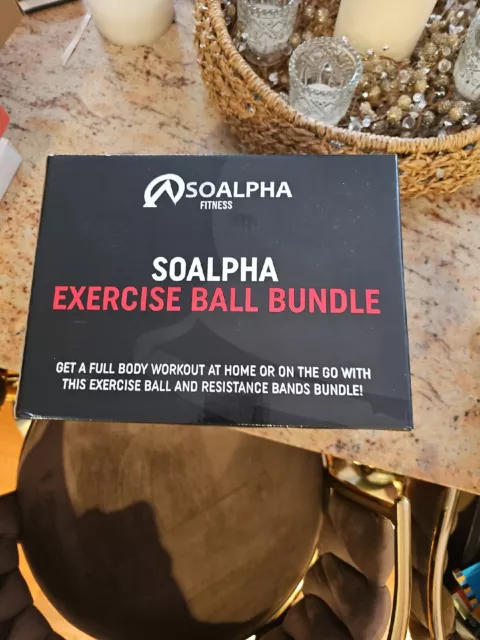 SOALPHA
FITNESS
SOALPHA
EXERCISE BALL BUNDLE
GET A FULL BODY WORKOUT AT HOME OR ON THE GO WITH
THIS EXERCISE BALL AND RESISTANCE BANDS BUNDLE!